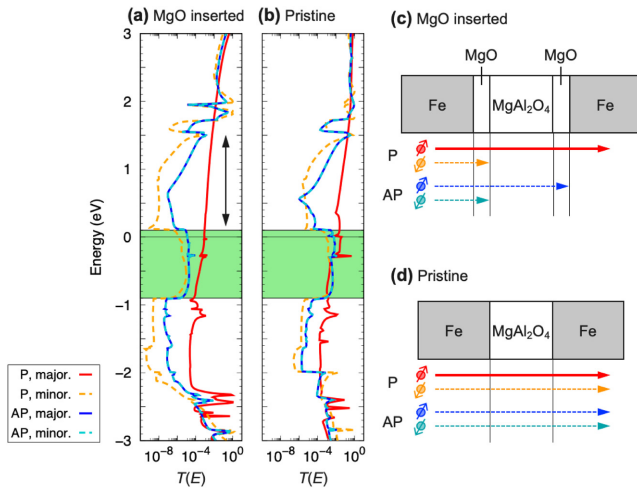 (a) MgO inserted
(b) Pristine
3
2
1
0
−1
−2
−3
Energy (eV)
10⁻⁸ 10⁻⁴ 10⁰
T(E)
10⁻⁸ 10⁻⁴ 10⁰
T(E)
P, major.
P, minor.
AP, major.
AP, minor.
(c) MgO inserted
MgO MgO
Fe MgAl₂O₄ Fe
P
AP
(d) Pristine
Fe MgAl₂O₄ Fe
P
AP